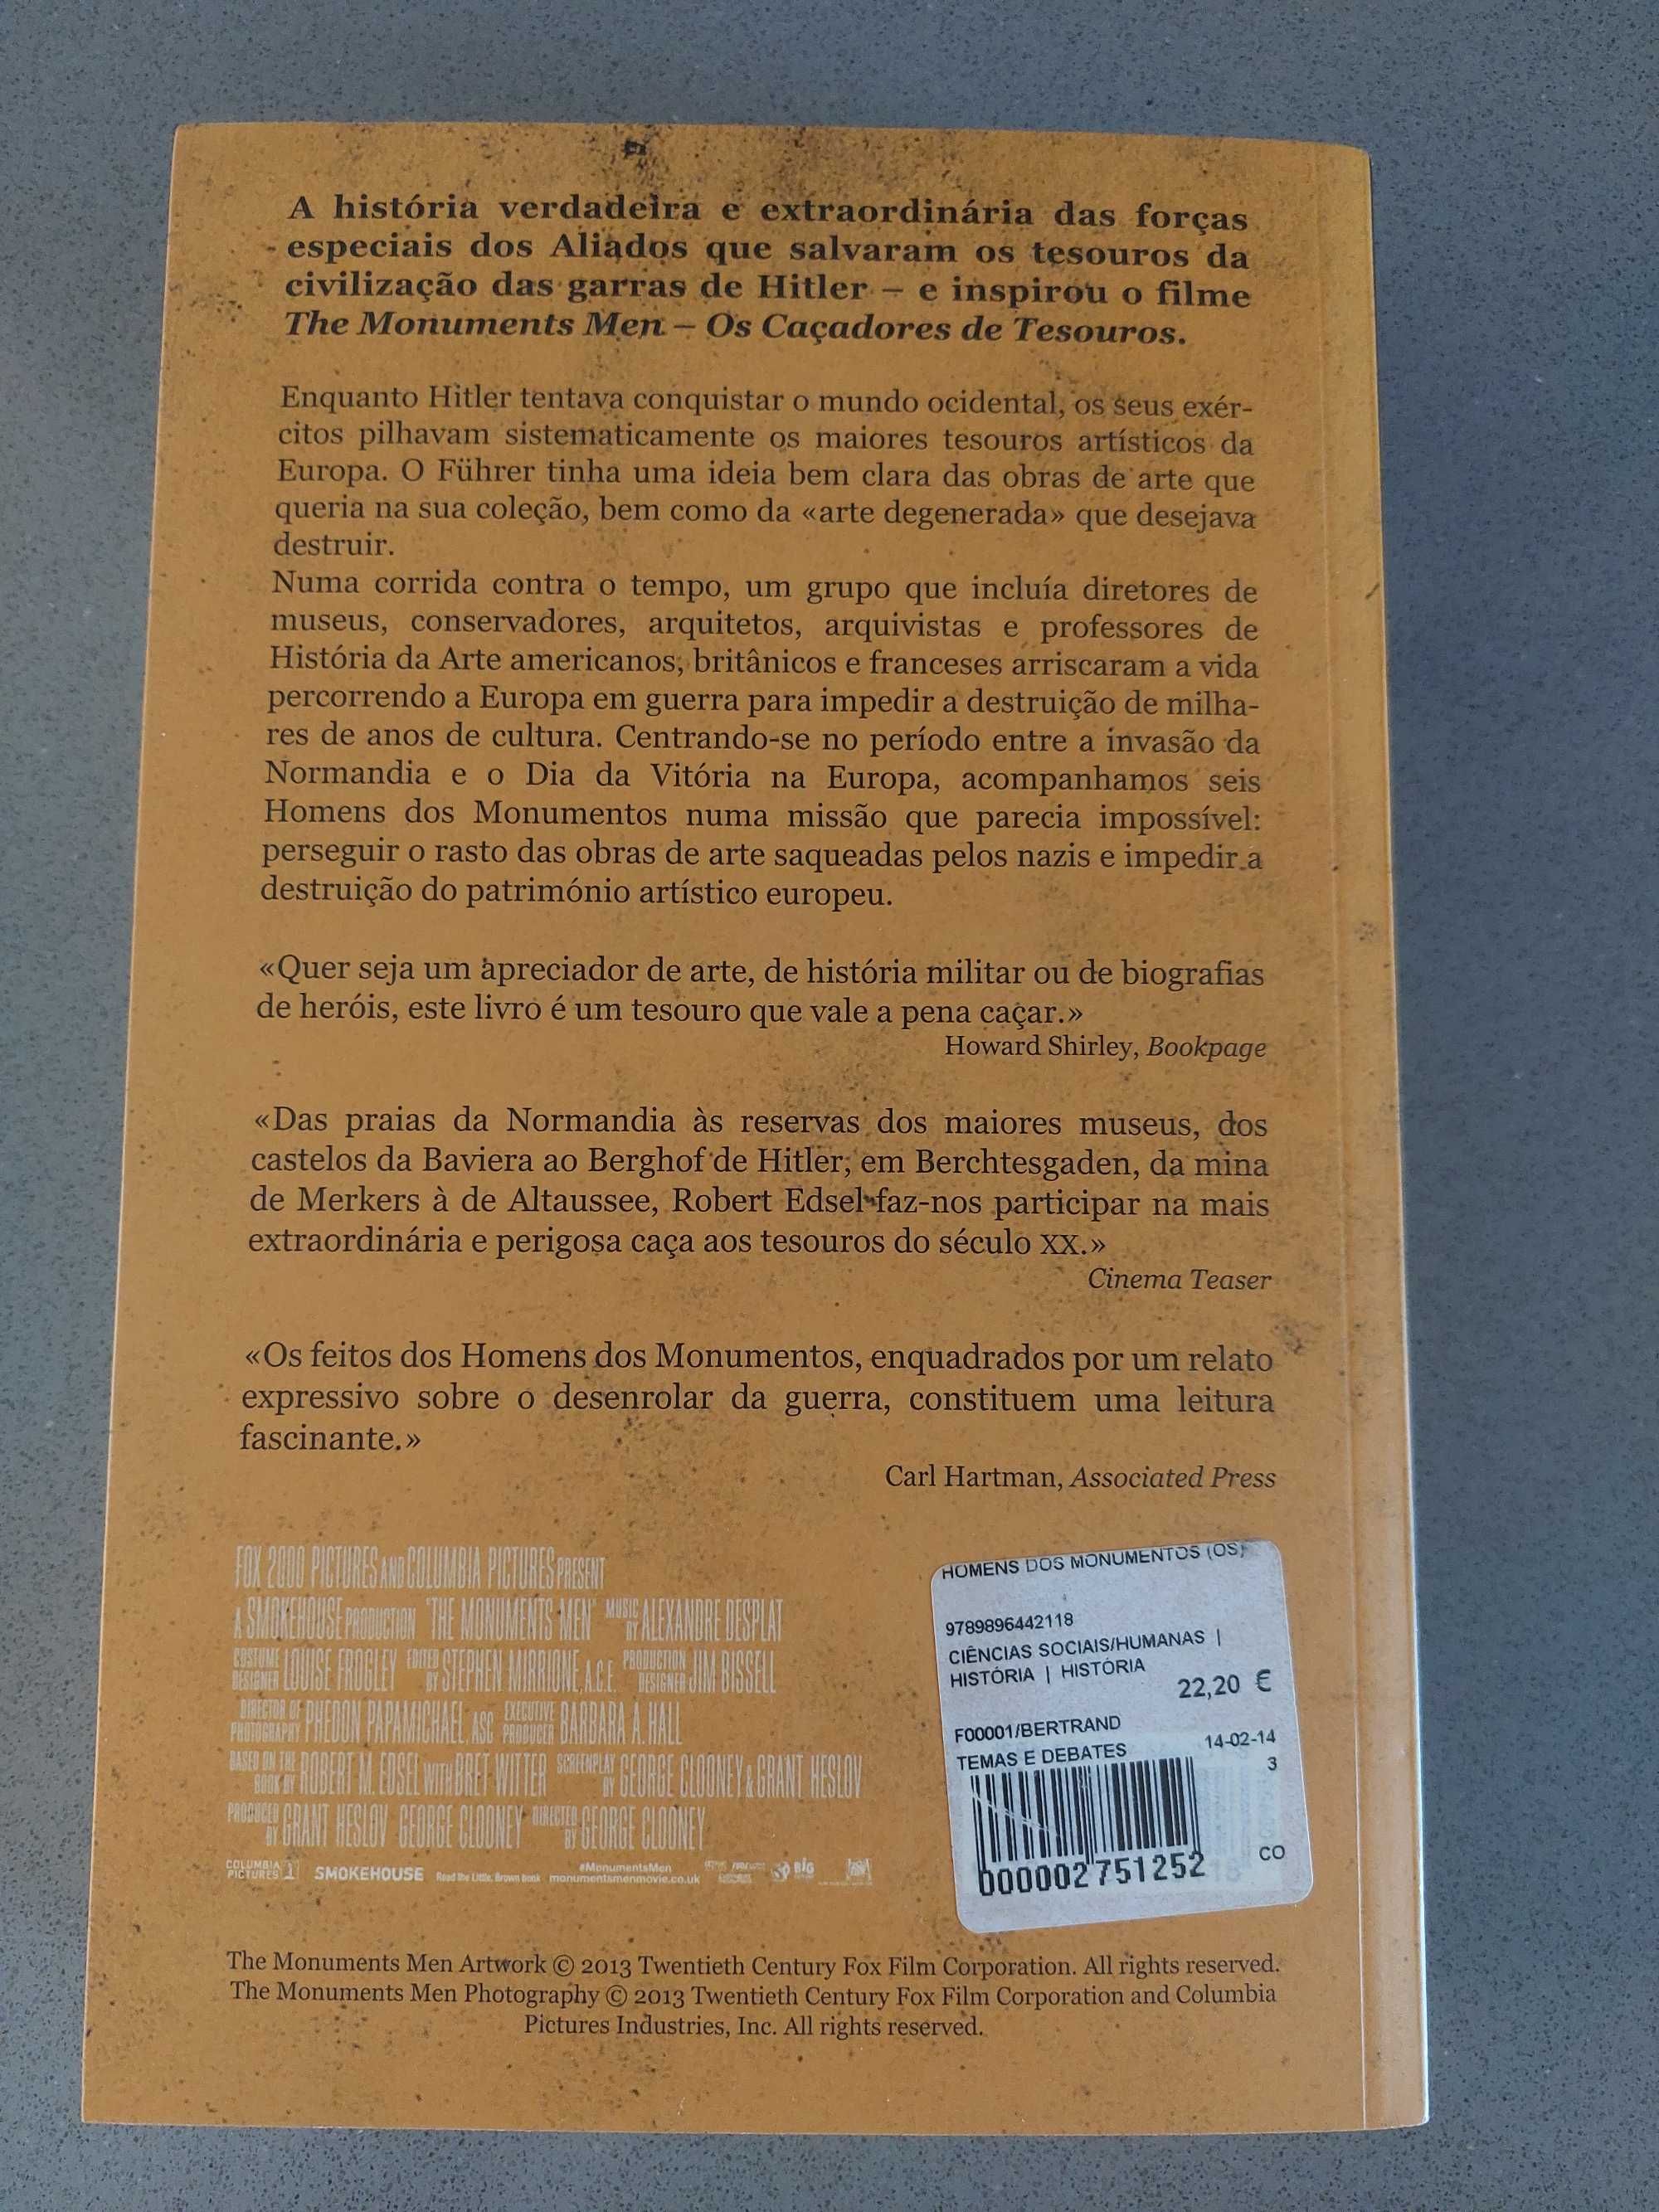 A história verdadeira e extraordinária das forças
especiais dos Aliados que salvaram os tesouros da
civilização das garras de Hitler – e inspirou o filme
The Monuments Men – Os Caçadores de Tesouros.
Enquanto Hitler tentava conquistar o mundo ocidental, os seus exér-
citos pilhavam sistematicamente os maiores tesouros artísticos da
Europa. O Führer tinha uma ideia bem clara das obras de arte que
queria na sua coleção, bem como da «arte degenerada» que desejava
destruir.
Numa corrida contra o tempo, um grupo que incluía diretores de
museus, conservadores, arquitetos, arquivistas e professores de
História da Arte americanos, britânicos e franceses arriscaram a vida
percorrendo a Europa em guerra para impedir a destruição de milha-
res de anos de cultura. Centrando-se no período entre a invasão da
Normandia e o Dia da Vitória na Europa, acompanhamos seis
Homens dos Monumentos numa missão que parecia impossível:
perseguir o rasto das obras de arte saqueadas pelos nazis e impedir a
destruição do património artístico europeu.
«Quer seja um apreciador de arte, de história militar ou de biografias
de heróis, este livro é um tesouro que vale a pena caçar.»
Howard Shirley, Bookpage
«Das praias da Normandia às reservas dos maiores museus, dos
castelos da Baviera ao Berghof de Hitler, em Berchtesgaden, da mina
de Merkers à de Altaussee, Robert Edsel faz-nos participar na mais
extraordinária e perigosa caça aos tesouros do século XX.»
Cinema Teaser
«Os feitos dos Homens dos Monumentos, enquadrados por um relato
expressivo sobre o desenrolar da guerra, constituem uma leitura
fascinante.»
Carl Hartman, Associated Press
FOX 2000 PICTURES AND COLUMBIA PICTURES PRESENT
A SMOKEHOUSE PRODUCTION "THE MONUMENTS MEN" MUSIC BY ALEXANDRE DESPLAT
COSTUME DESIGNER LOUISE FROGLEY EDITED BY STEPHEN MIRRIONE, A.C.E. PRODUCTION DESIGNER JIM BISSELL
DIRECTOR OF PHOTOGRAPHY PHEDON PAPAMICHAEL, ASC EXECUTIVE PRODUCER BARBARA A. HALL
BASED ON THE BOOK BY ROBERT M. EDSEL WITH BRET WITTER SCREENPLAY BY GEORGE CLOONEY & GRANT HESLOV
PRODUCED BY GRANT HESLOV GEORGE CLOONEY DIRECTED BY GEORGE CLOONEY
COLUMBIA PICTURES SMOKEHOUSE Read the Little, Brown book #MonumentsMen monumentsmenmovie.co.uk BIG
HOMENS DOS MONUMENTOS (OS)
9789896442118
CIÊNCIAS SOCIAIS/HUMANAS |
HISTÓRIA | HISTÓRIA
22,20 €
F00001/BERTRAND
TEMAS E DEBATES 14-02-14
3
CO
000002751252
The Monuments Men Artwork © 2013 Twentieth Century Fox Film Corporation. All rights reserved.
The Monuments Men Photography © 2013 Twentieth Century Fox Film Corporation and Columbia
Pictures Industries, Inc. All rights reserved.